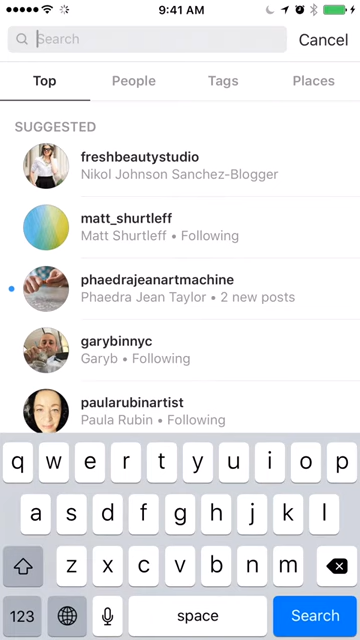 9:41 AM
Search
Cancel
Top People Tags Places
SUGGESTED
freshbeautystudio
Nikol Johnson Sanchez-Blogger
matt_shurtleff
Matt Shurtleff • Following
phaedrajeanartmachine
Phaedra Jean Taylor • 2 new posts
garybinnyc
Garyb • Following
paularubinartist
Paula Rubin • Following
q w e r t y u i o p
a s d f g h j k l
z x c v b n m
123 space Search